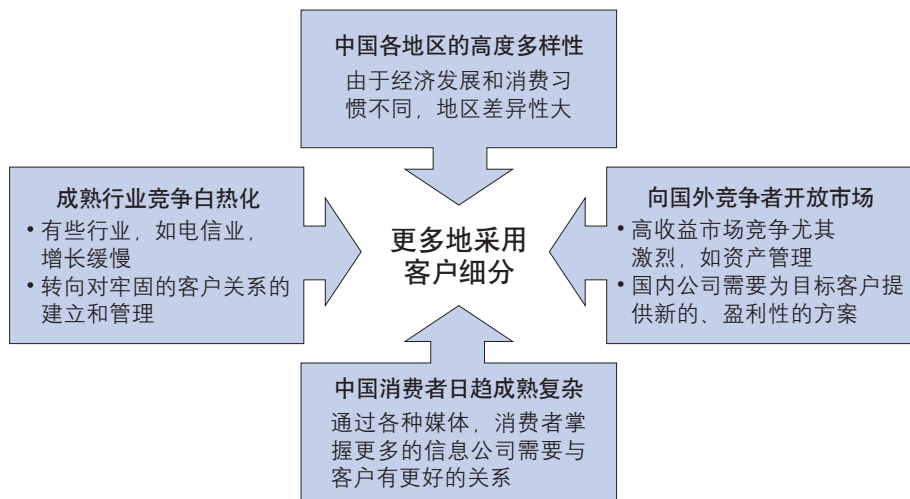 中国各地区的高度多样性
由于经济发展和消费习
惯不同，地区差异性大
成熟行业竞争白热化
• 有些行业，如电信业，
增长缓慢
• 转向对牢固的客户关系的
建立和管理
更多地采用
客户细分
向国外竞争者开放市场
• 高收益市场竞争尤其
激烈，如资产管理
• 国内公司需要为目标客户提
供新的、盈利性的方案
中国消费者日趋成熟复杂
通过各种媒体，消费者掌
握更多的信息公司需要与
客户有更好的关系